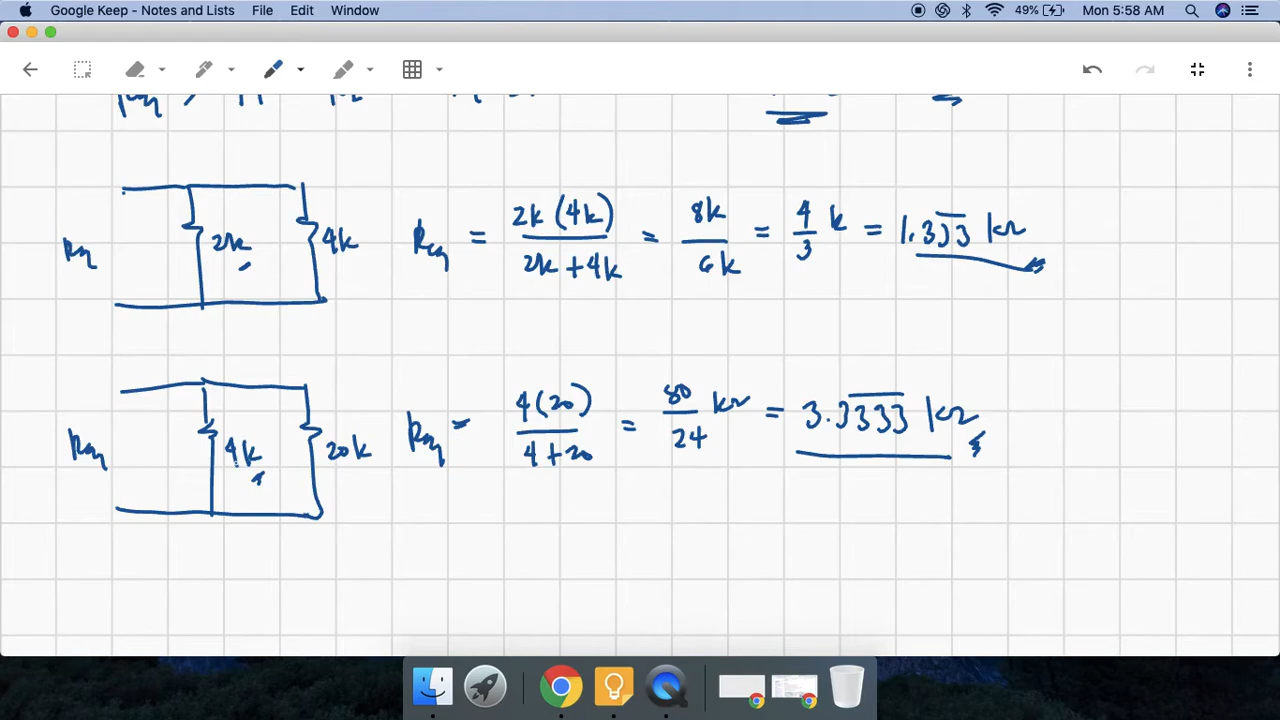 Google Keep - Notes and Lists File Edit Window 49% Mon 5:58 AM
Req 2k 4k Req = 2k (4k) / 2k + 4k = 8k / 6k = 4/3 k = 1.333 kΩ
Req 4k 20k Req = 4(20) / 4 + 20 = 80 / 24 kΩ = 3.3333 kΩ